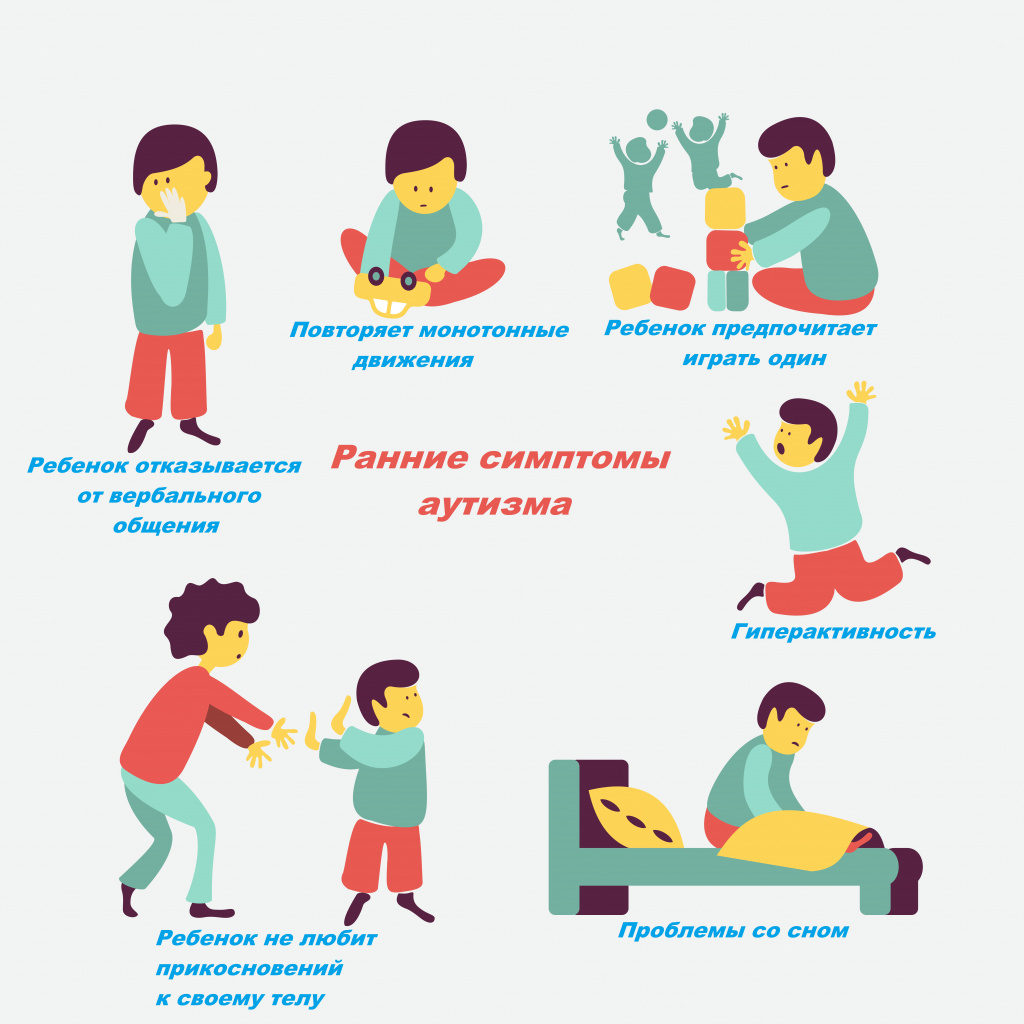 Повторяет монотонные
движения
Ребенок предпочитает
играть один
Ребенок отказывается
от вербального
общения
Ранние симптомы
аутизма
Гиперактивность
Ребенок не любит
прикосновений
к своему телу
Проблемы со сном